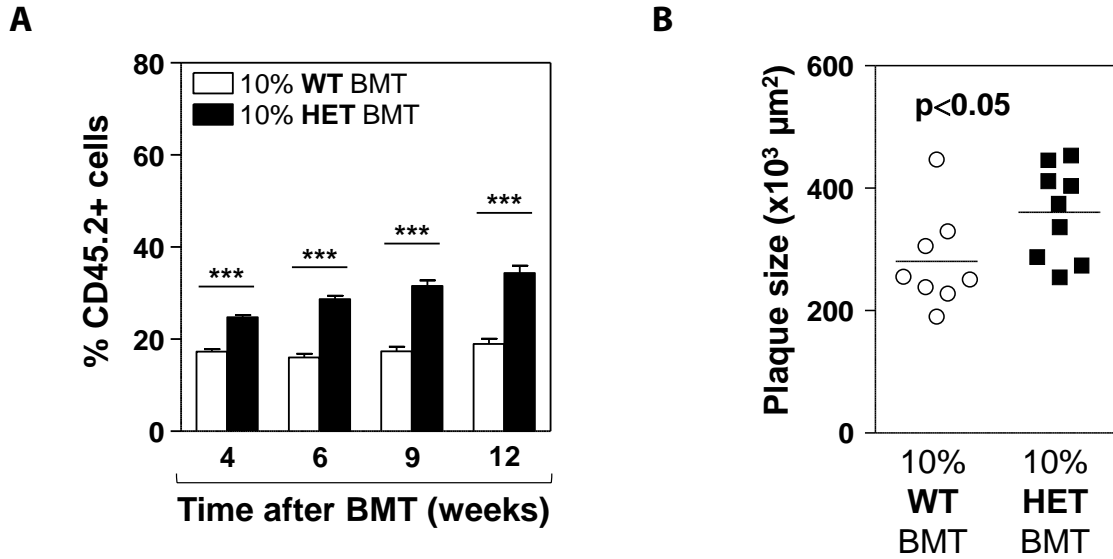 A
% CD45.2+ cells
80
60
40
20
0
10% WT BMT
10% HET BMT
***
***
***
***
4 6 9 12
Time after BMT (weeks)
B
Plaque size (x10³ µm²)
600
400
200
0
p<0.05
10% 10%
WT HET
BMT BMT